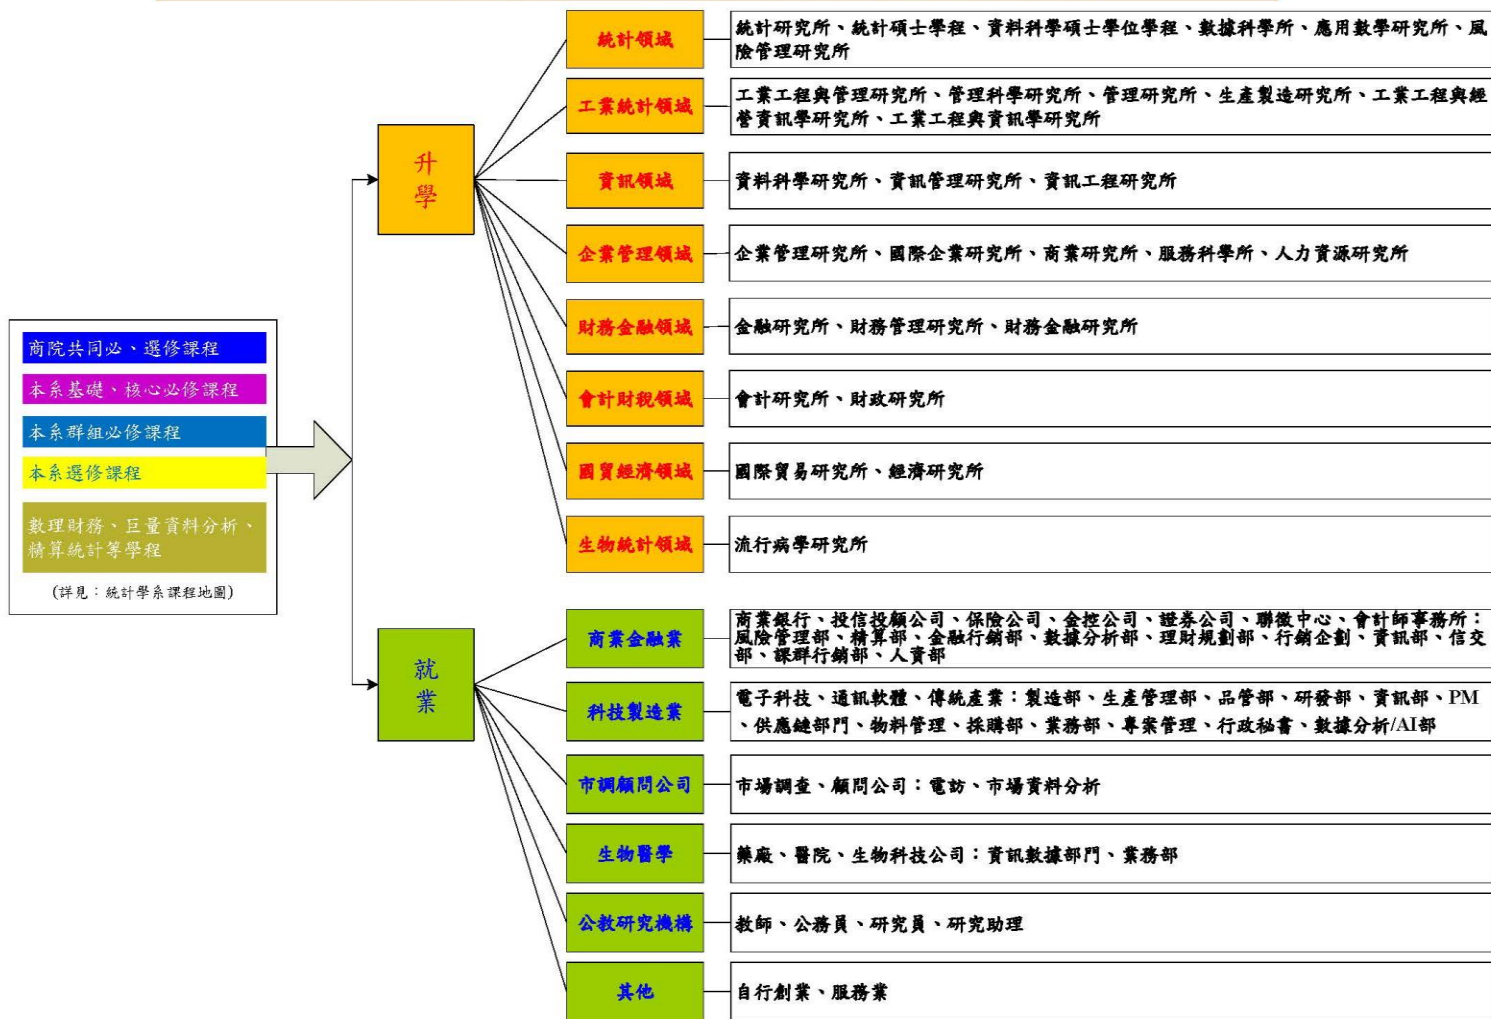 商院共同必、選修課程
本系基礎、核心必修課程
本系群組必修課程
本系選修課程
數理財務、巨量資料分析、
精算統計等學程
(詳見：統計學系課程地圖)
升
學
統計領域
統計研究所、統計碩士學程、資料科學碩士學位學程、數據科學所、應用數學研究所、風
險管理研究所
工業統計領域
工業工程與管理研究所、管理科學研究所、管理研究所、生產製造研究所、工業工程與經
營資訊學研究所、工業工程與資訊學研究所
資訊領域
資料科學研究所、資訊管理研究所、資訊工程研究所
企業管理領域
企業管理研究所、國際企業研究所、商業研究所、服務科學所、人力資源研究所
財務金融領域
金融研究所、財務管理研究所、財務金融研究所
會計財稅領域
會計研究所、財政研究所
國貿經濟領域
國際貿易研究所、經濟研究所
生物統計領域
流行病學研究所
就
業
商業金融業
商業銀行、投信投顧公司、保險公司、金控公司、證券公司、聯徵中心、會計師事務所：
風險管理部、精算部、金融行銷部、數據分析部、理財規劃部、行銷企劃、資訊部、信交
部、課群行銷部、人資部
科技製造業
電子科技、通訊軟體、傳統產業：製造部、生產管理部、品管部、研發部、資訊部、PM
、供應鏈部門、物料管理、採購部、業務部、專案管理、行政秘書、數據分析/AI部
市調顧問公司
市場調查、顧問公司：電訪、市場資料分析
生物醫學
藥廠、醫院、生物科技公司：資訊數據部門、業務部
公教研究機構
教師、公務員、研究員、研究助理
其他
自行創業、服務業